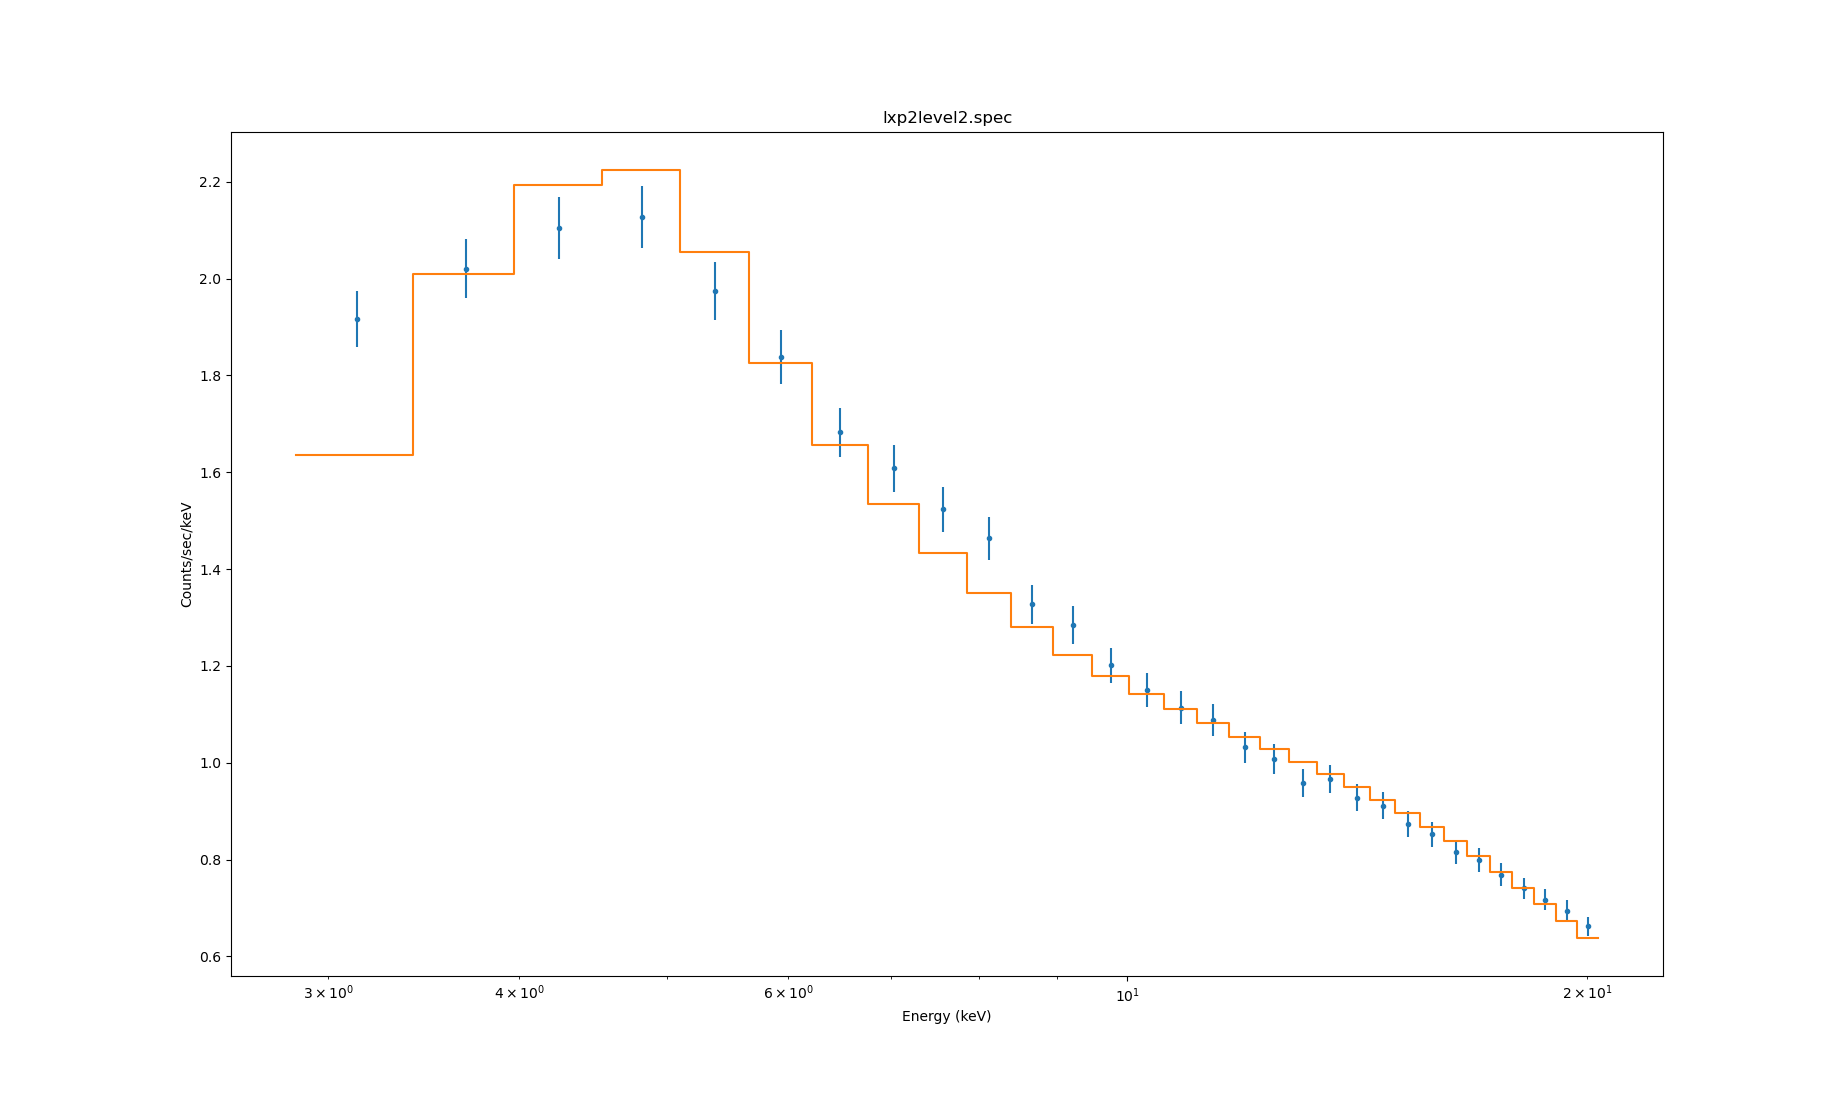 lxp2level2.spec
2.2
2.0
1.8
1.6
1.4
1.2
1.0
0.8
0.6
Counts/sec/keV
3 × 10⁰ 4 × 10⁰ 6 × 10⁰ 10¹ 2 × 10¹
Energy (keV)